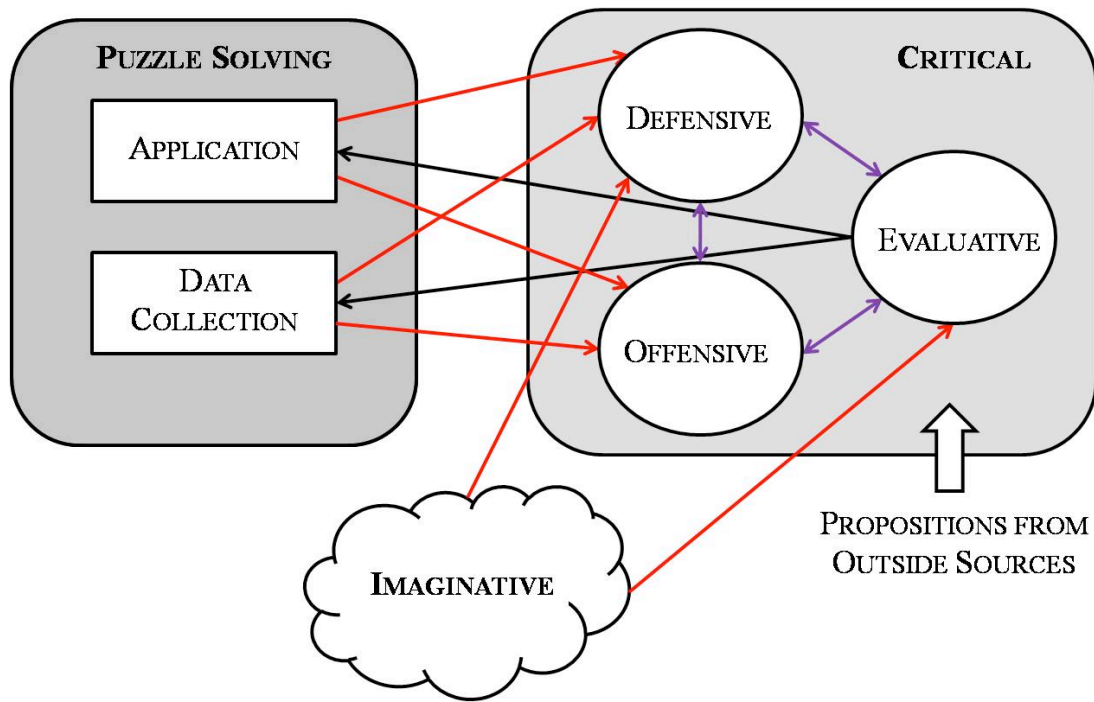 PUZZLE SOLVING
APPLICATION
DATA
COLLECTION
CRITICAL
DEFENSIVE
EVALUATIVE
OFFENSIVE
IMAGINATIVE
PROPOSITIONS FROM
OUTSIDE SOURCES